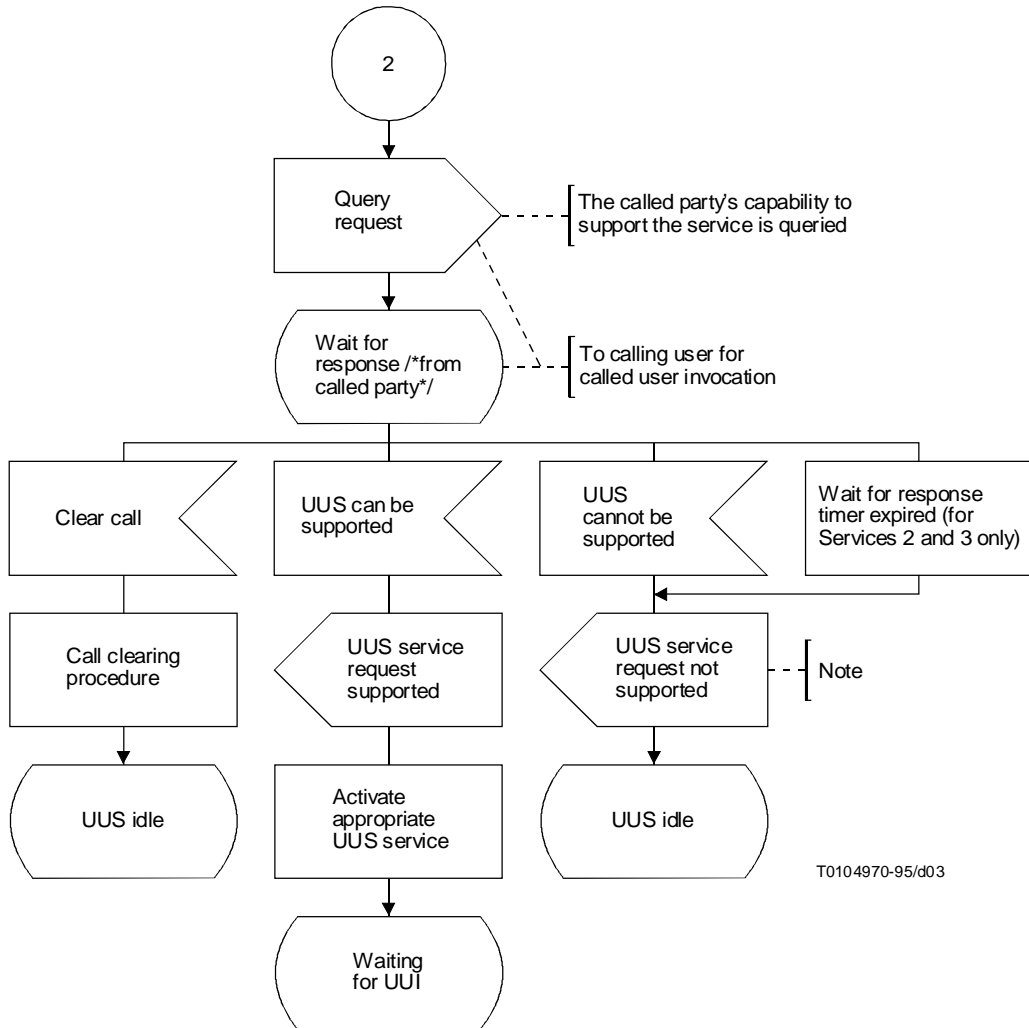 2
Query
request
The called party's capability to
support the service is queried
Wait for
response /*from
called party*/
To calling user for
called user invocation
Clear call
UUS can be
supported
UUS
cannot be
supported
Wait for response
timer expired (for
Services 2 and 3 only)
Call clearing
procedure
UUS service
request
supported
UUS service
request not
supported
Note
UUS idle
Activate
appropriate
UUS service
UUS idle
T0104970-95/d03
Waiting
for UUI